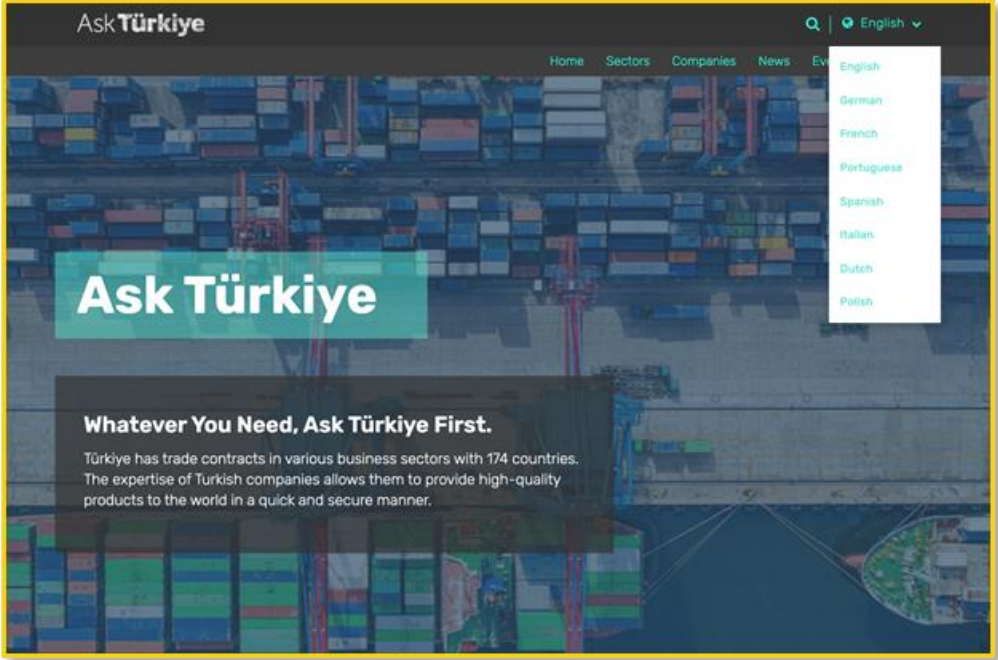 Ask Türkiye
English
Home Sectors Companies News
English
German
French
Portuguese
Spanish
Italian
Dutch
Polish
Ask Türkiye
Whatever You Need, Ask Türkiye First.
Türkiye has trade contracts in various business sectors with 174 countries.
The expertise of Turkish companies allows them to provide high-quality
products to the world in a quick and secure manner.